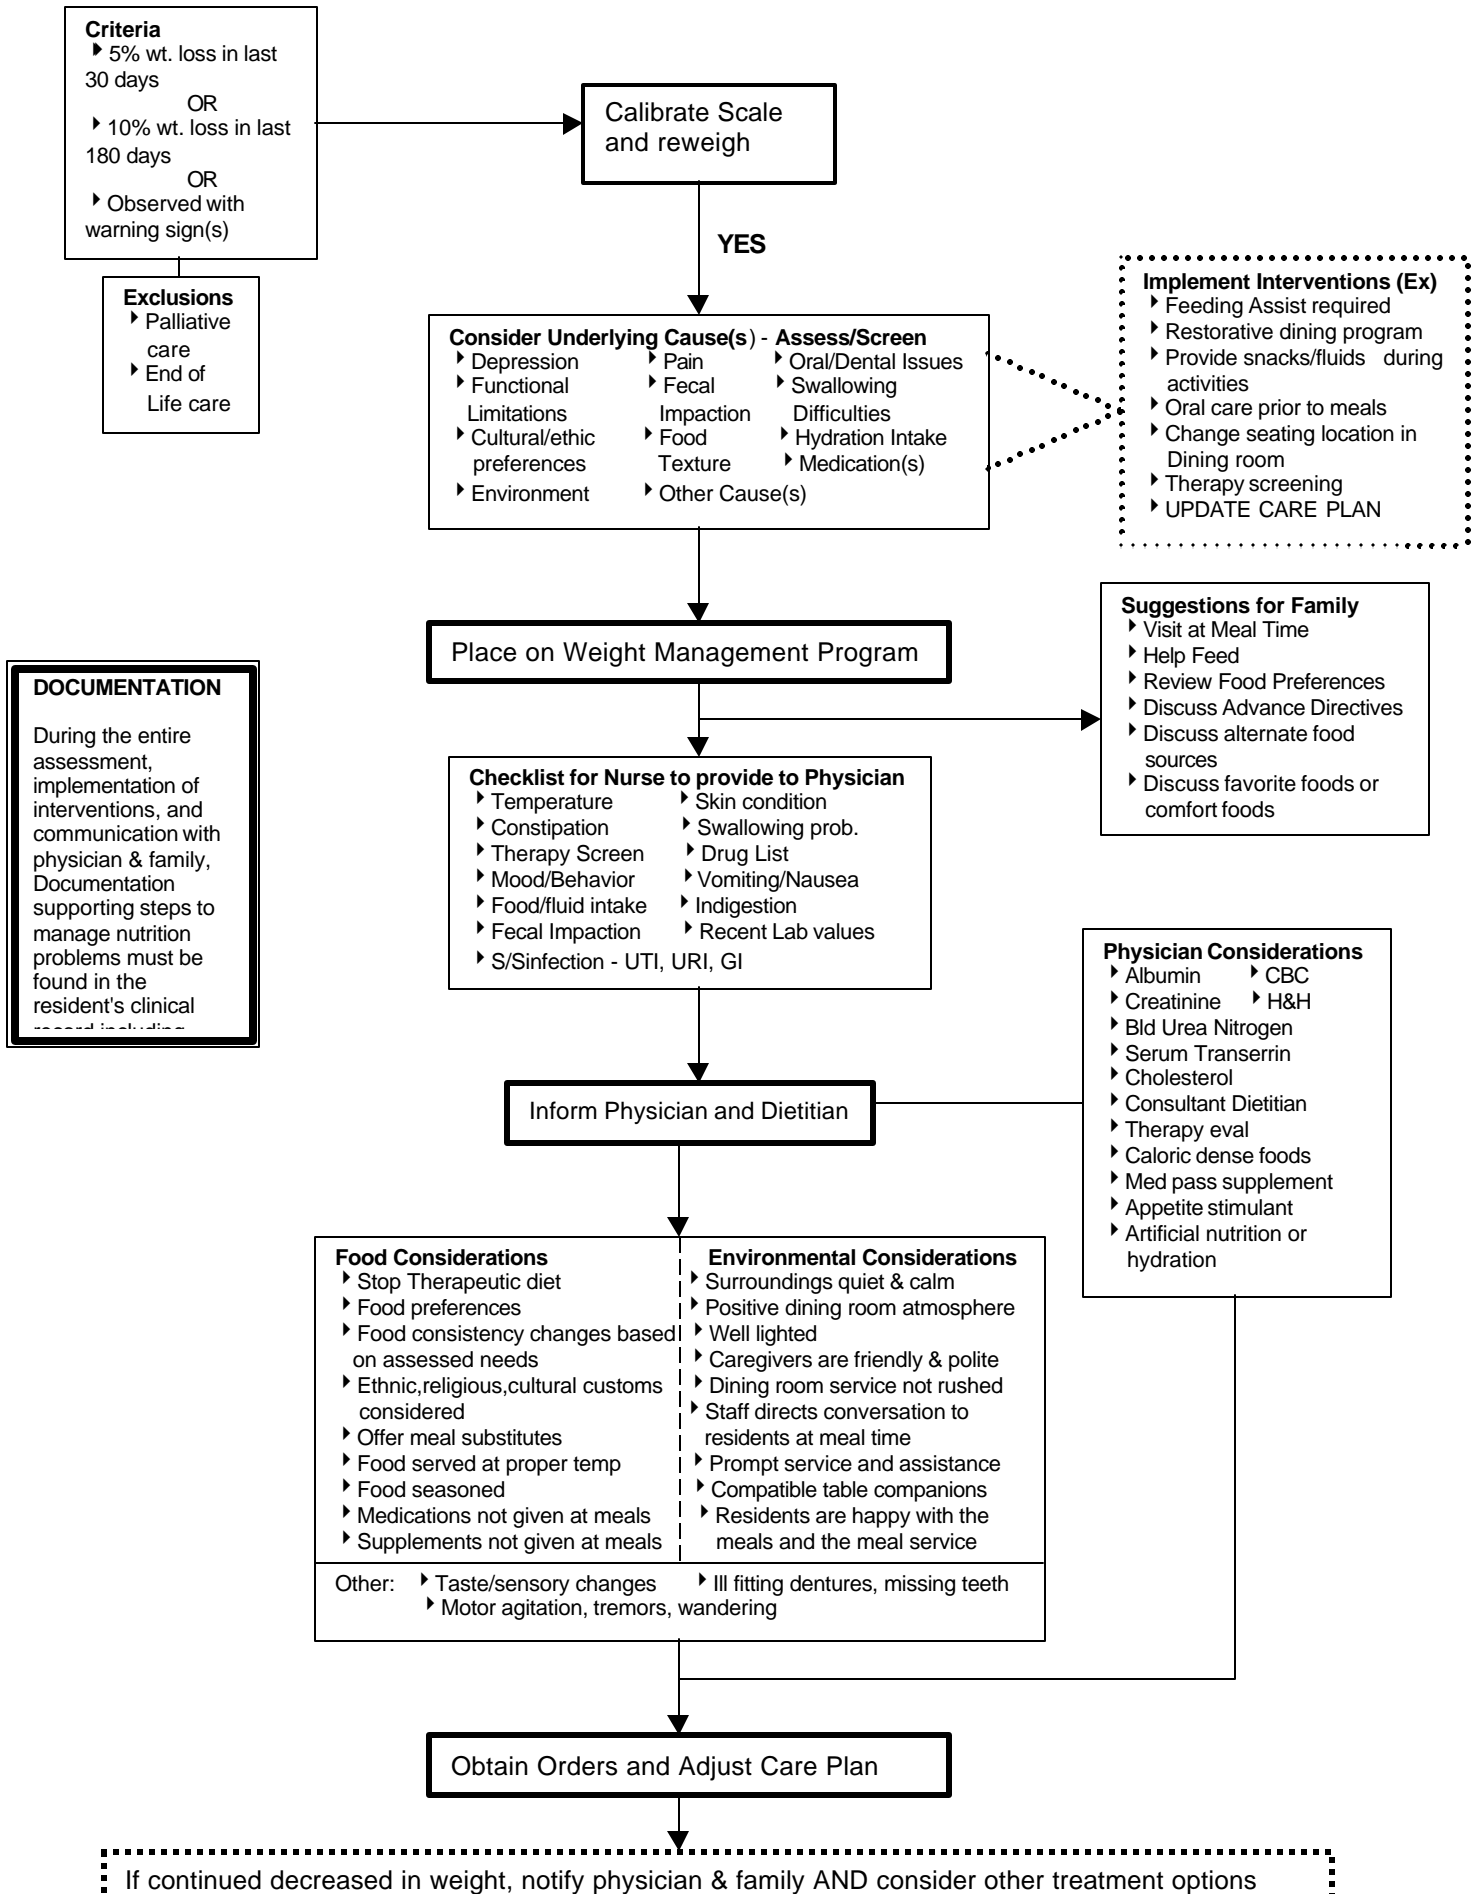 Criteria
5% wt. loss in last
30 days
OR
10% wt. loss in last
180 days
OR
Observed with
warning sign(s)
Exclusions
Palliative
care
End of
Life care
Calibrate Scale
and reweigh
YES
Consider Underlying Cause(s) - Assess/Screen
Depression Pain Oral/Dental Issues
Functional Fecal Swallowing
Limitations Impaction Difficulties
Cultural/ethic Food Hydration Intake
preferences Texture Medication(s)
Environment Other Cause(s)
Implement Interventions (Ex)
Feeding Assist required
Restorative dining program
Provide snacks/fluids during
activities
Oral care prior to meals
Change seating location in
Dining room
Therapy screening
UPDATE CARE PLAN
Place on Weight Management Program
Suggestions for Family
Visit at Meal Time
Help Feed
Review Food Preferences
Discuss Advance Directives
Discuss alternate food
sources
Discuss favorite foods or
comfort foods
DOCUMENTATION
During the entire
assessment,
implementation of
interventions, and
communication with
physician & family,
Documentation
supporting steps to
manage nutrition
problems must be
found in the
resident's clinical
record including
Checklist for Nurse to provide to Physician
Temperature Skin condition
Constipation Swallowing prob.
Therapy Screen Drug List
Mood/Behavior Vomiting/Nausea
Food/fluid intake Indigestion
Fecal Impaction Recent Lab values
S/Sinfection - UTI, URI, GI
Inform Physician and Dietitian
Physician Considerations
Albumin CBC
Creatinine H&H
Bld Urea Nitrogen
Serum Transerrin
Cholesterol
Consultant Dietitian
Therapy eval
Caloric dense foods
Med pass supplement
Appetite stimulant
Artificial nutrition or
hydration
Food Considerations
Stop Therapeutic diet
Food preferences
Food consistency changes based
on assessed needs
Ethnic,religious,cultural customs
considered
Offer meal substitutes
Food served at proper temp
Food seasoned
Medications not given at meals
Supplements not given at meals
Environmental Considerations
Surroundings quiet & calm
Positive dining room atmosphere
Well lighted
Caregivers are friendly & polite
Dining room service not rushed
Staff directs conversation to
residents at meal time
Prompt service and assistance
Compatible table companions
Residents are happy with the
meals and the meal service
Other: Taste/sensory changes Ill fitting dentures, missing teeth
Motor agitation, tremors, wandering
Obtain Orders and Adjust Care Plan
If continued decreased in weight, notify physician & family AND consider other treatment options